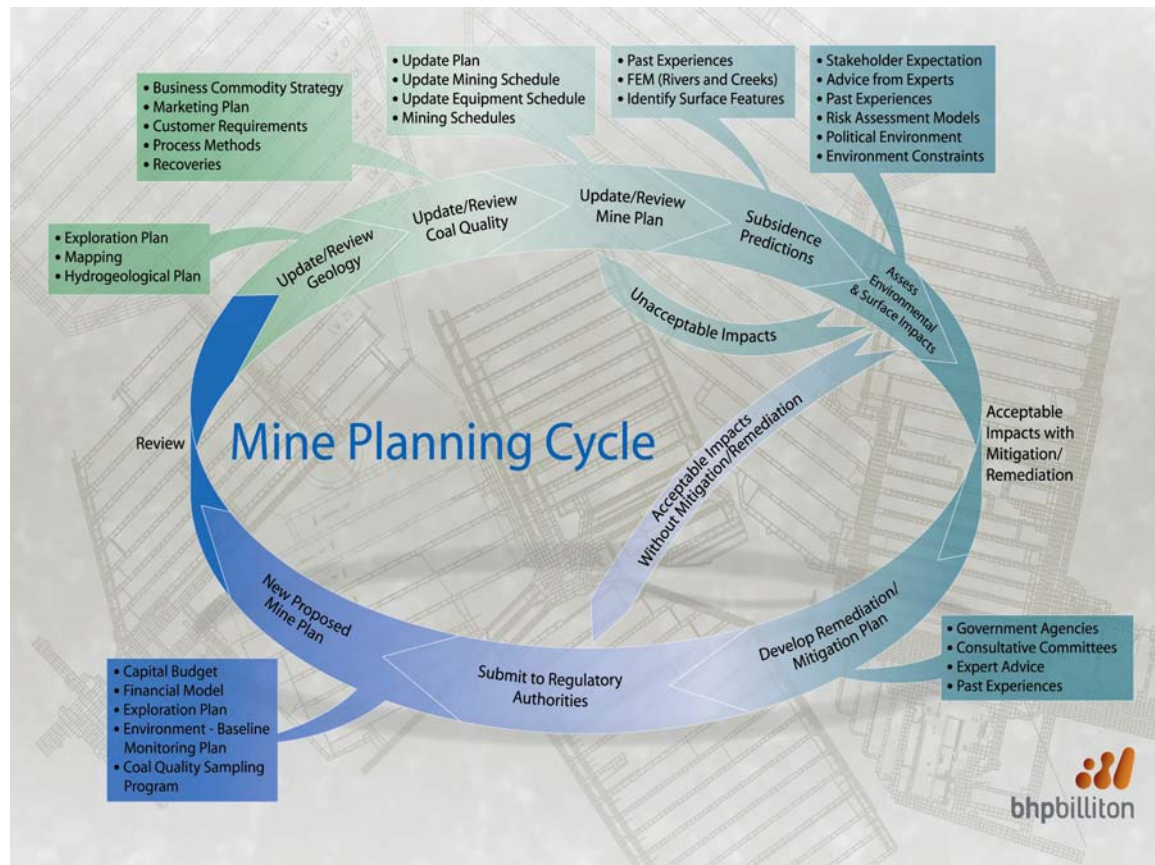 • Update Plan
• Update Mining Schedule
• Update Equipment Schedule
• Mining Schedules
• Past Experiences
• FEM (Rivers and Creeks)
• Identify Surface Features
• Stakeholder Expectation
• Advice from Experts
• Past Experiences
• Risk Assessment Models
• Political Environment
• Environment Constraints
• Business Commodity Strategy
• Marketing Plan
• Customer Requirements
• Process Methods
• Recoveries
• Exploration Plan
• Mapping
• Hydrogeological Plan
Update/Review
Geology
Update/Review
Coal Quality
Update/Review
Mine Plan
Subsidence
Predictions
Assess
Environmental
& Surface Impacts
Unacceptable Impacts
Acceptable Impacts
Without Mitigation/Remediation
Review
Mine Planning Cycle
Acceptable
Impacts with
Mitigation/
Remediation
Develop Remediation/
Mitigation Plan
• Government Agencies
• Consultative Committees
• Expert Advice
• Past Experiences
Submit to Regulatory
Authorities
New Proposed
Mine Plan
• Capital Budget
• Financial Model
• Exploration Plan
• Environment - Baseline
Monitoring Plan
• Coal Quality Sampling
Program
bhpbilliton